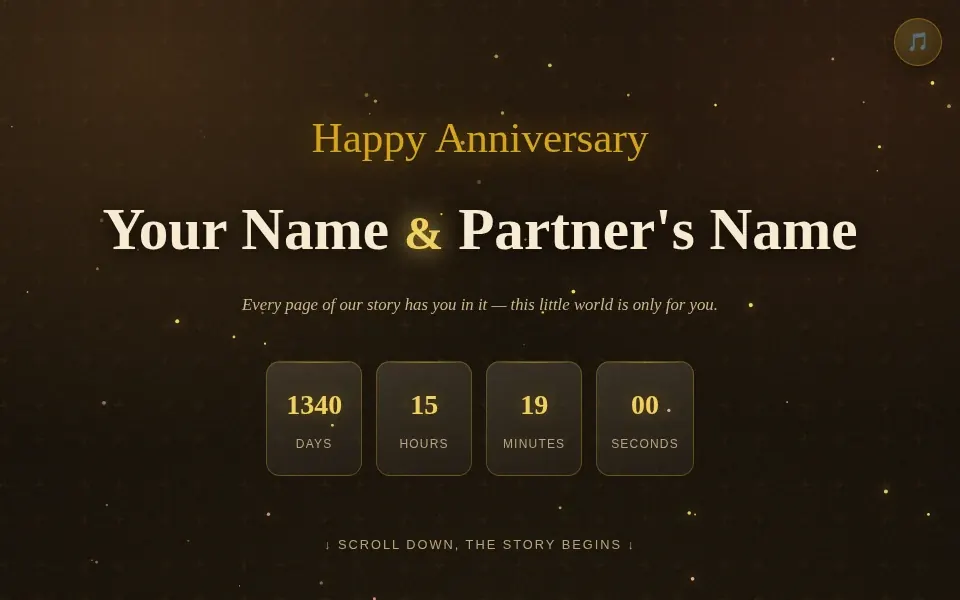 Happy Anniversary
Your Name & Partner's Name
Every page of our story has you in it — this little world is only for you.
1340 15 19 00
DAYS HOURS MINUTES SECONDS
↓ SCROLL DOWN, THE STORY BEGINS ↓